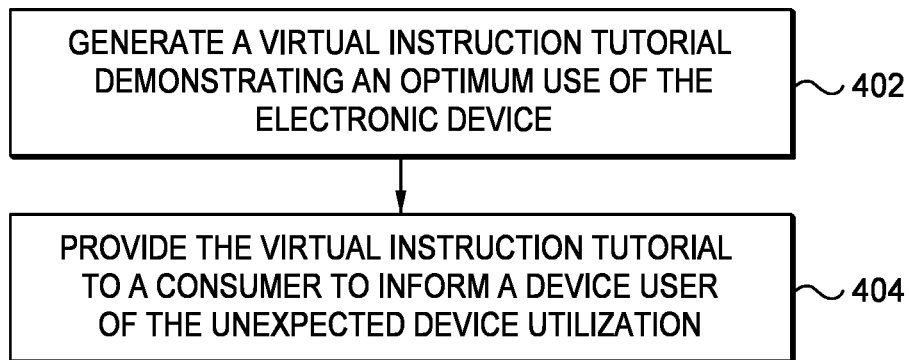 GENERATE A VIRTUAL INSTRUCTION TUTORIAL
DEMONSTRATING AN OPTIMUM USE OF THE
ELECTRONIC DEVICE
402
PROVIDE THE VIRTUAL INSTRUCTION TUTORIAL
TO A CONSUMER TO INFORM A DEVICE USER
OF THE UNEXPECTED DEVICE UTILIZATION
404